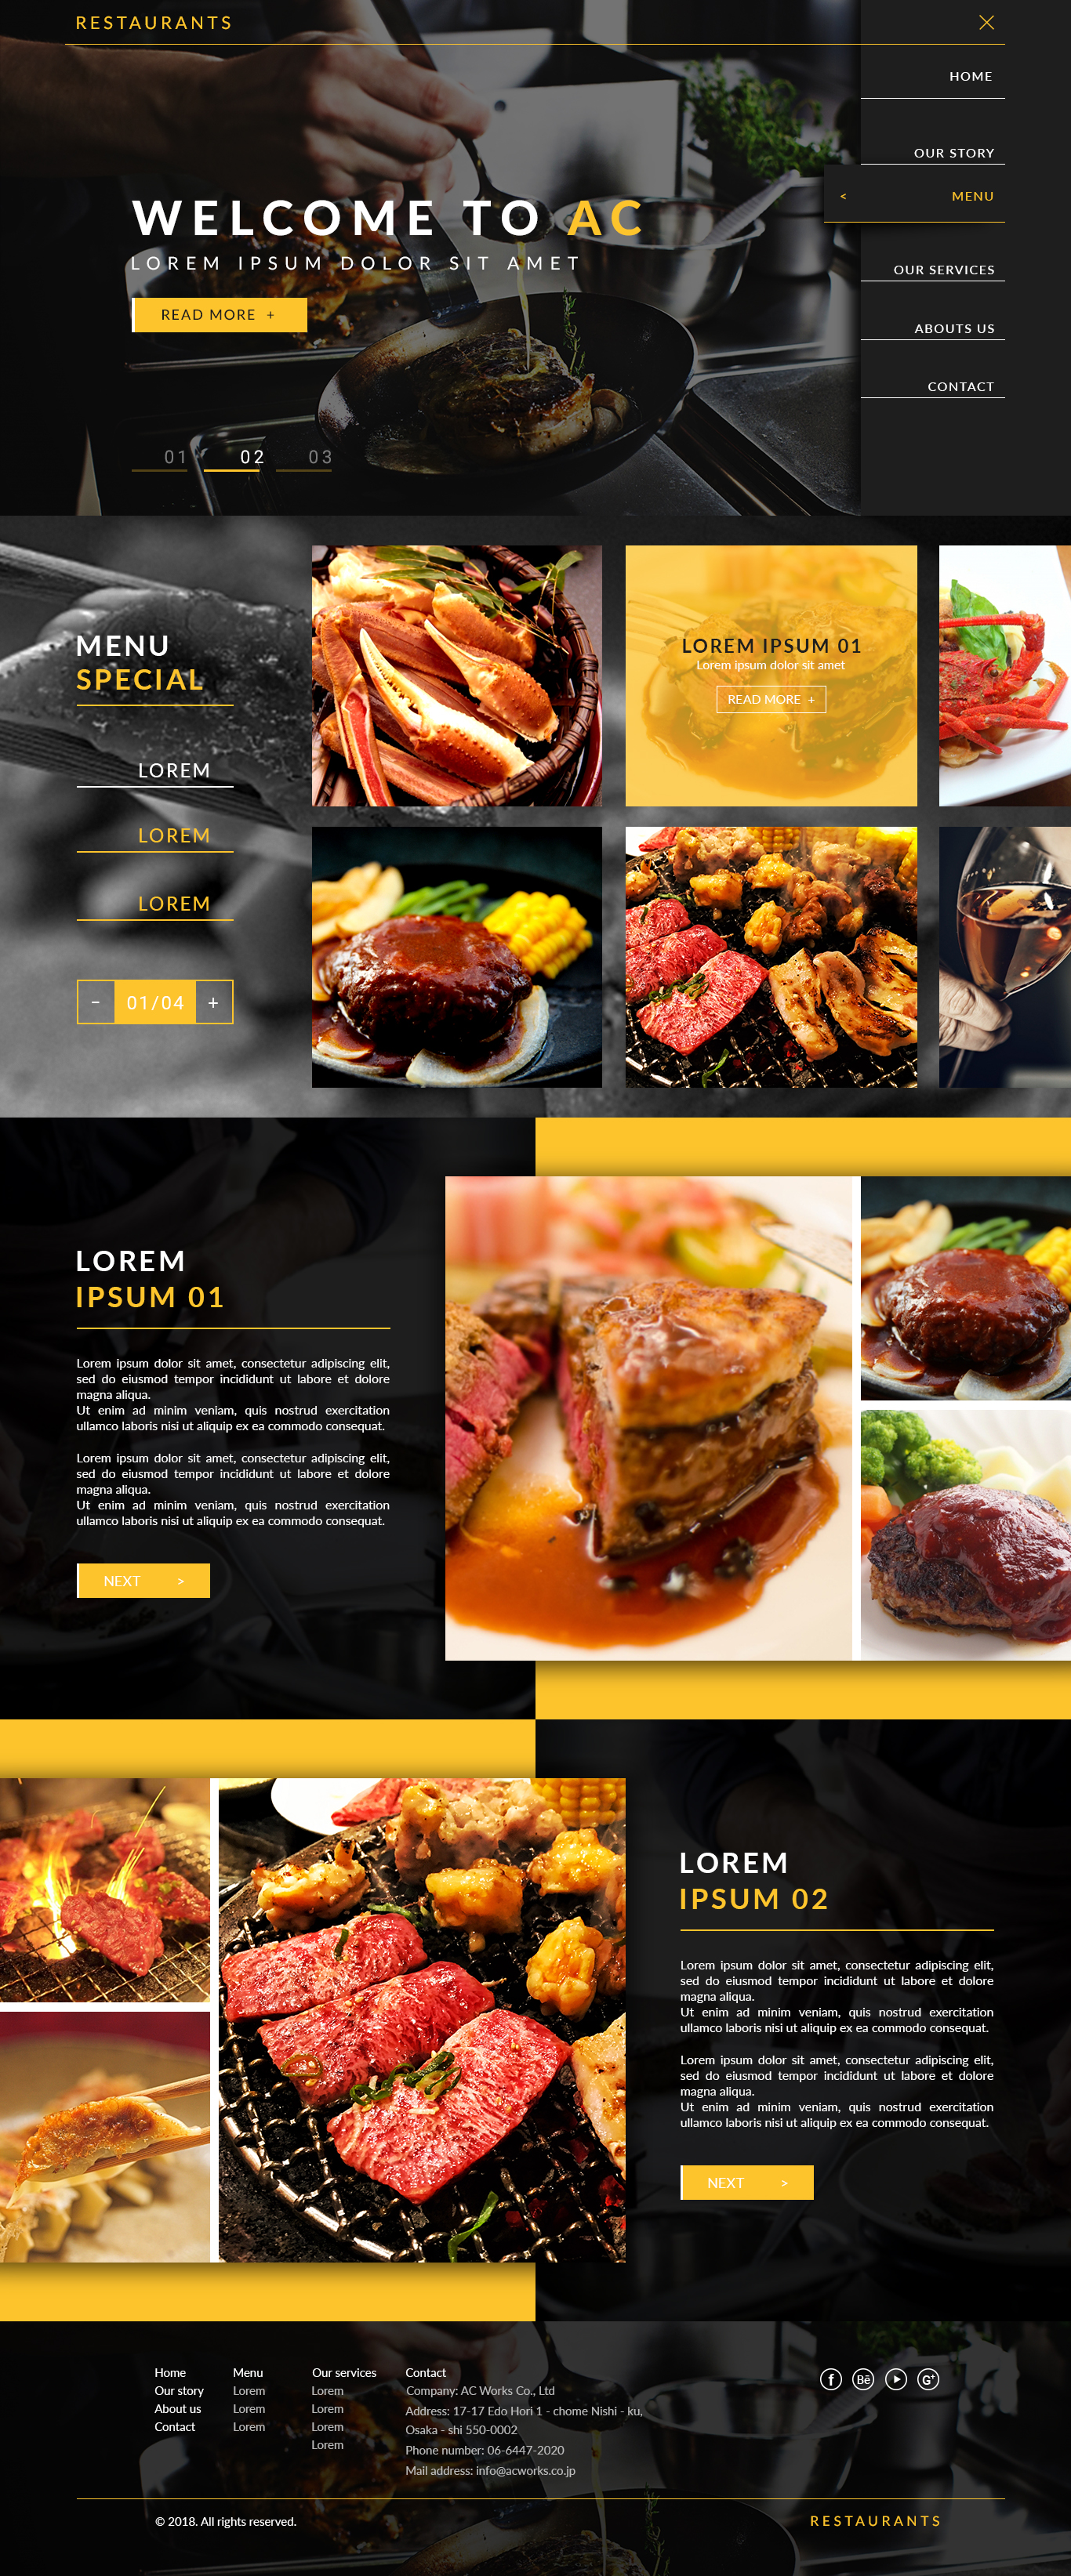 RESTAURANTS
HOME
OUR STORY
< MENU
OUR SERVICES
ABOUTS US
CONTACT
WELCOME TO AC
LOREM IPSUM DOLOR SIT AMET
READ MORE +
01 02 03
MENU
SPECIAL
LOREM
LOREM
LOREM
- 01/04 +
LOREM IPSUM 01
Lorem ipsum dolor sit amet
READ MORE +
LOREM
IPSUM 01
Lorem ipsum dolor sit amet, consectetur adipiscing elit,
sed do eiusmod tempor incididunt ut labore et dolore
magna aliqua.
Ut enim ad minim veniam, quis nostrud exercitation
ullamco laboris nisi ut aliquip ex ea commodo consequat.
Lorem ipsum dolor sit amet, consectetur adipiscing elit,
sed do eiusmod tempor incididunt ut labore et dolore
magna aliqua.
Ut enim ad minim veniam, quis nostrud exercitation
ullamco laboris nisi ut aliquip ex ea commodo consequat.
NEXT >
LOREM
IPSUM 02
Lorem ipsum dolor sit amet, consectetur adipiscing elit,
sed do eiusmod tempor incididunt ut labore et dolore
magna aliqua.
Ut enim ad minim veniam, quis nostrud exercitation
ullamco laboris nisi ut aliquip ex ea commodo consequat.
Lorem ipsum dolor sit amet, consectetur adipiscing elit,
sed do eiusmod tempor incididunt ut labore et dolore
magna aliqua.
Ut enim ad minim veniam, quis nostrud exercitation
ullamco laboris nisi ut aliquip ex ea commodo consequat.
NEXT >
Home
Our story
About us
Contact
Menu
Lorem
Lorem
Lorem
Our services
Lorem
Lorem
Lorem
Lorem
Contact
Company: AC Works Co., Ltd
Address: 17-17 Edo Hori 1 - chome Nishi - ku,
Osaka - shi 550-0002
Phone number: 06-6447-2020
Mail address: info@acworks.co.jp
f Bē G+
© 2018. All rights reserved.
RESTAURANTS